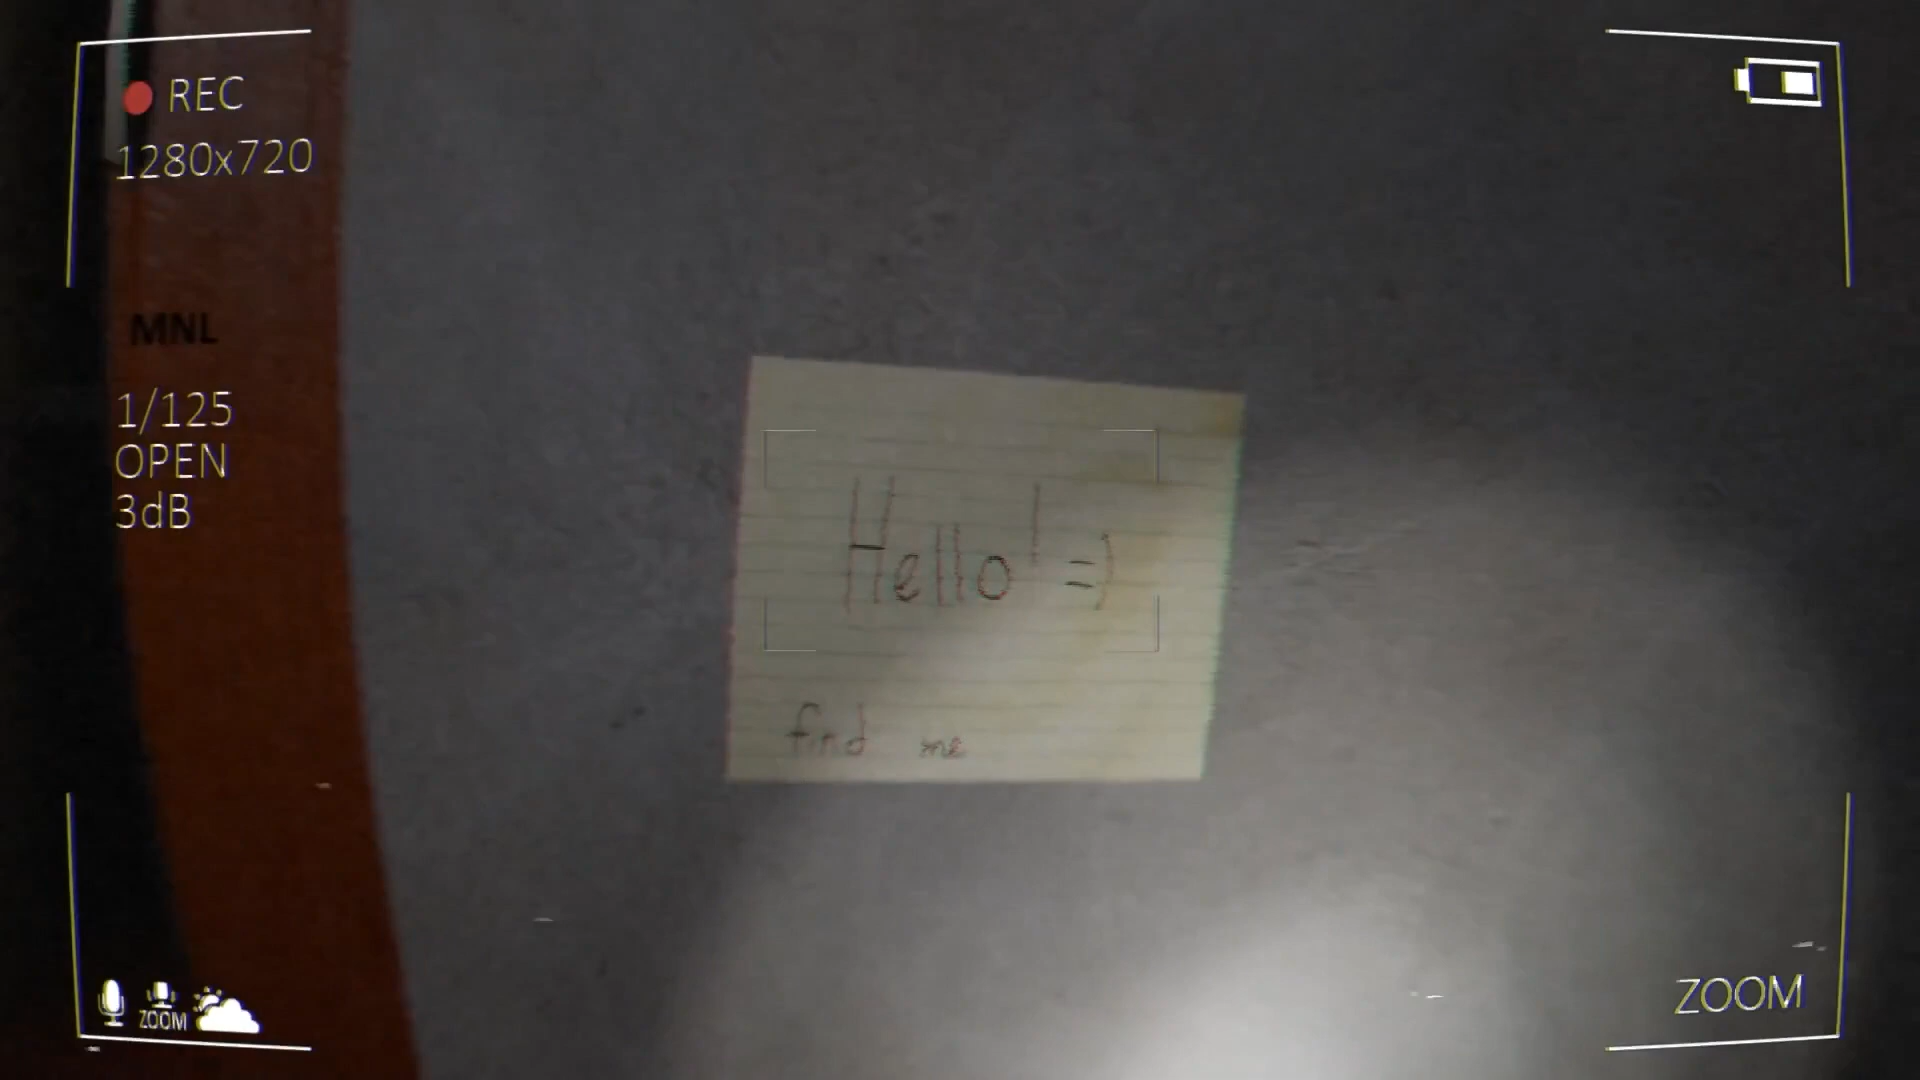 REC
1280x720
MNL
1/125
OPEN
3dB
Hello! =)
find me
ZOOM
ZOOM